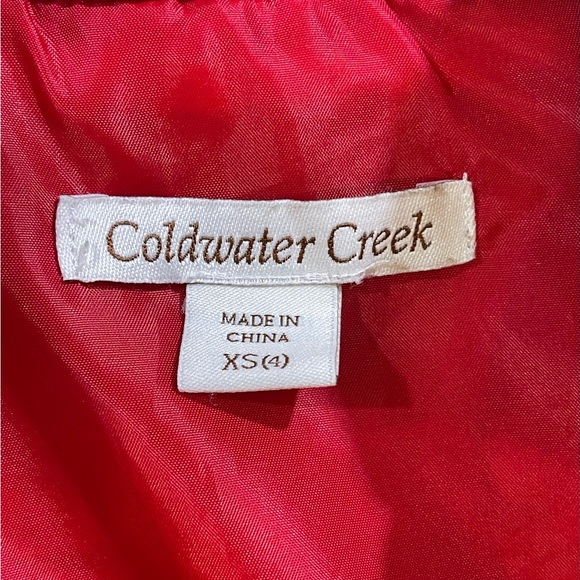 Coldwater Creek
MADE IN
CHINA
XS(4)